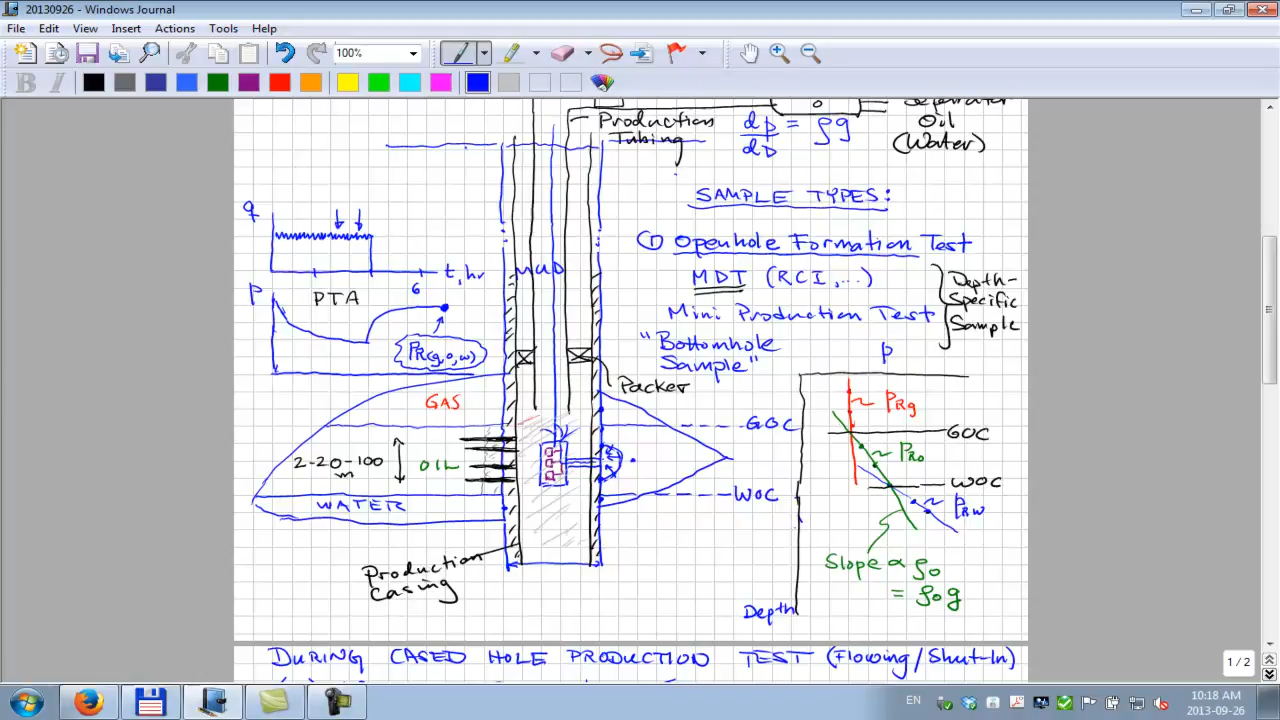 20130926 - Windows Journal
File Edit View Insert Actions Tools Help
100%
B I
Production
Tubing
dp/dD = ρg
Separator
Oil
(Water)
SAMPLE TYPES:
① Openhole Formation Test
MDT (RCI,...)
Mini Production Test
"Bottomhole
Sample"
Depth-
Specific
Sample
q
t, hr
6
p
PTA
PR(g,o,w)
MUD
Packer
GAS
2-20-100
m
OIL
WATER
GOC
WOC
Production
Casing
p
PRg
GOC
PRo
WOC
PRw
Slope ∝ ρo
= ρo g
Depth
DURING CASED HOLE PRODUCTION TEST (Flowing/Shut-In)
1 / 2
EN
10:18 AM
2013-09-26